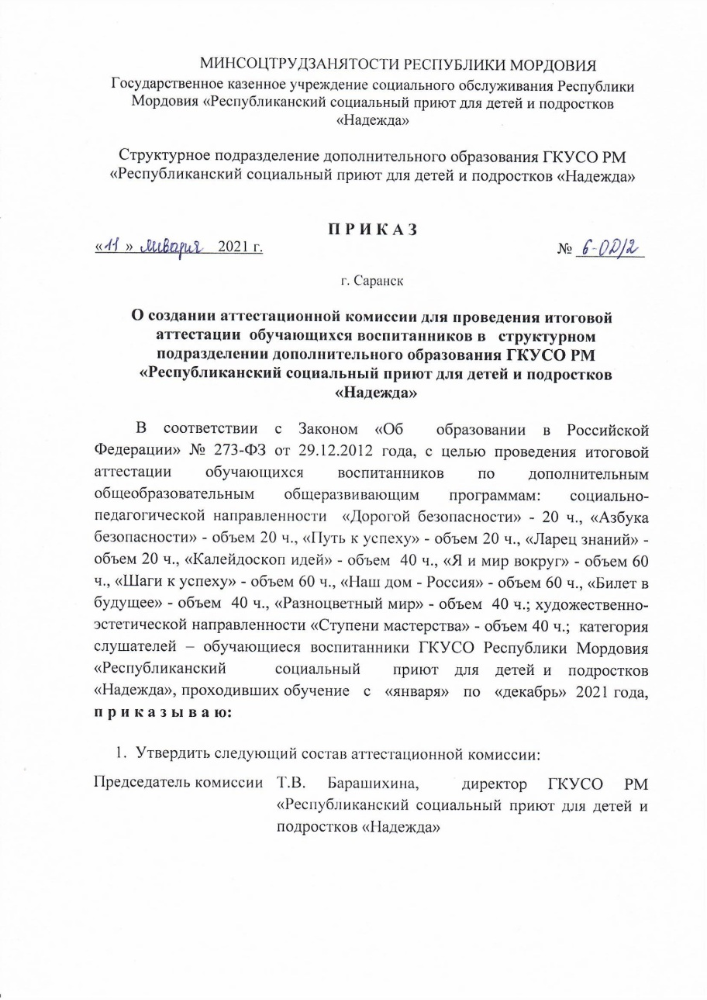 МИНСОЦТРУДЗАНЯТОСТИ РЕСПУБЛИКИ МОРДОВИЯ
Государственное казенное учреждение социального обслуживания Республики
Мордовия «Республиканский социальный приют для детей и подростков
«Надежда»
Структурное подразделение дополнительного образования ГКУСО РМ
«Республиканский социальный приют для детей и подростков «Надежда»
П Р И К А З
«11 » января 2021 г. № 6-ОД/2
г. Саранск
О создании аттестационной комиссии для проведения итоговой
аттестации обучающихся воспитанников в структурном
подразделении дополнительного образования ГКУСО РМ
«Республиканский социальный приют для детей и подростков
«Надежда»
В соответствии с Законом «Об образовании в Российской
Федерации» № 273-ФЗ от 29.12.2012 года, с целью проведения итоговой
аттестации обучающихся воспитанников по дополнительным
общеобразовательным общеразвивающим программам: социально-
педагогической направленности «Дорогой безопасности» - 20 ч., «Азбука
безопасности» - объем 20 ч., «Путь к успеху» - объем 20 ч., «Ларец знаний» -
объем 20 ч., «Калейдоскоп идей» - объем 40 ч., «Я и мир вокруг» - объем 60
ч., «Шаги к успеху» - объем 60 ч., «Наш дом - Россия» - объем 60 ч., «Билет в
будущее» - объем 40 ч., «Разноцветный мир» - объем 40 ч.; художественно-
эстетической направленности «Ступени мастерства» - объем 40 ч.; категория
слушателей – обучающиеся воспитанники ГКУСО Республики Мордовия
«Республиканский социальный приют для детей и подростков
«Надежда», проходивших обучение с «января» по «декабрь» 2021 года,
п р и к а з ы в а ю:
1. Утвердить следующий состав аттестационной комиссии:
Председатель комиссии Т.В. Барашихина, директор ГКУСО РМ
«Республиканский социальный приют для детей и
подростков «Надежда»